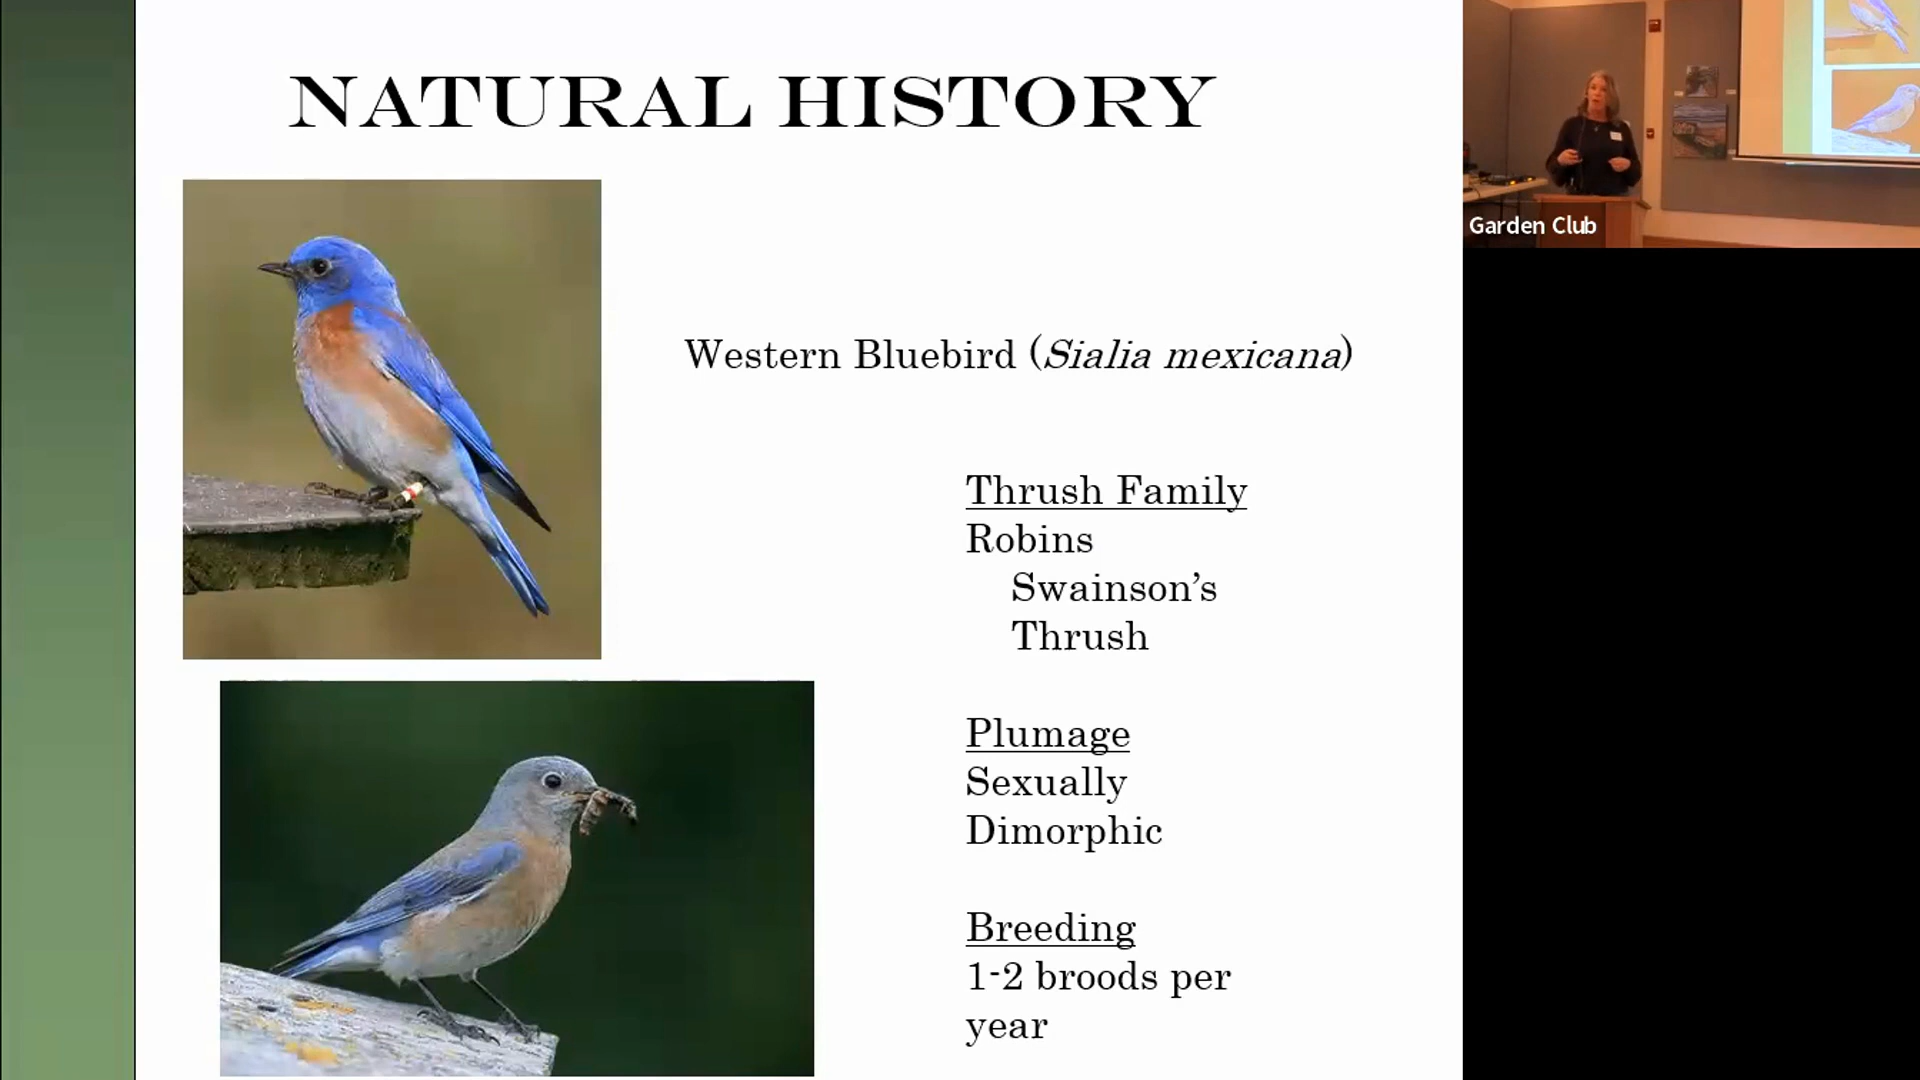 NATURAL HISTORY
Garden Club
Western Bluebird (Sialia mexicana)
Thrush Family
Robins
Swainson’s
Thrush
Plumage
Sexually
Dimorphic
Breeding
1-2 broods per
year